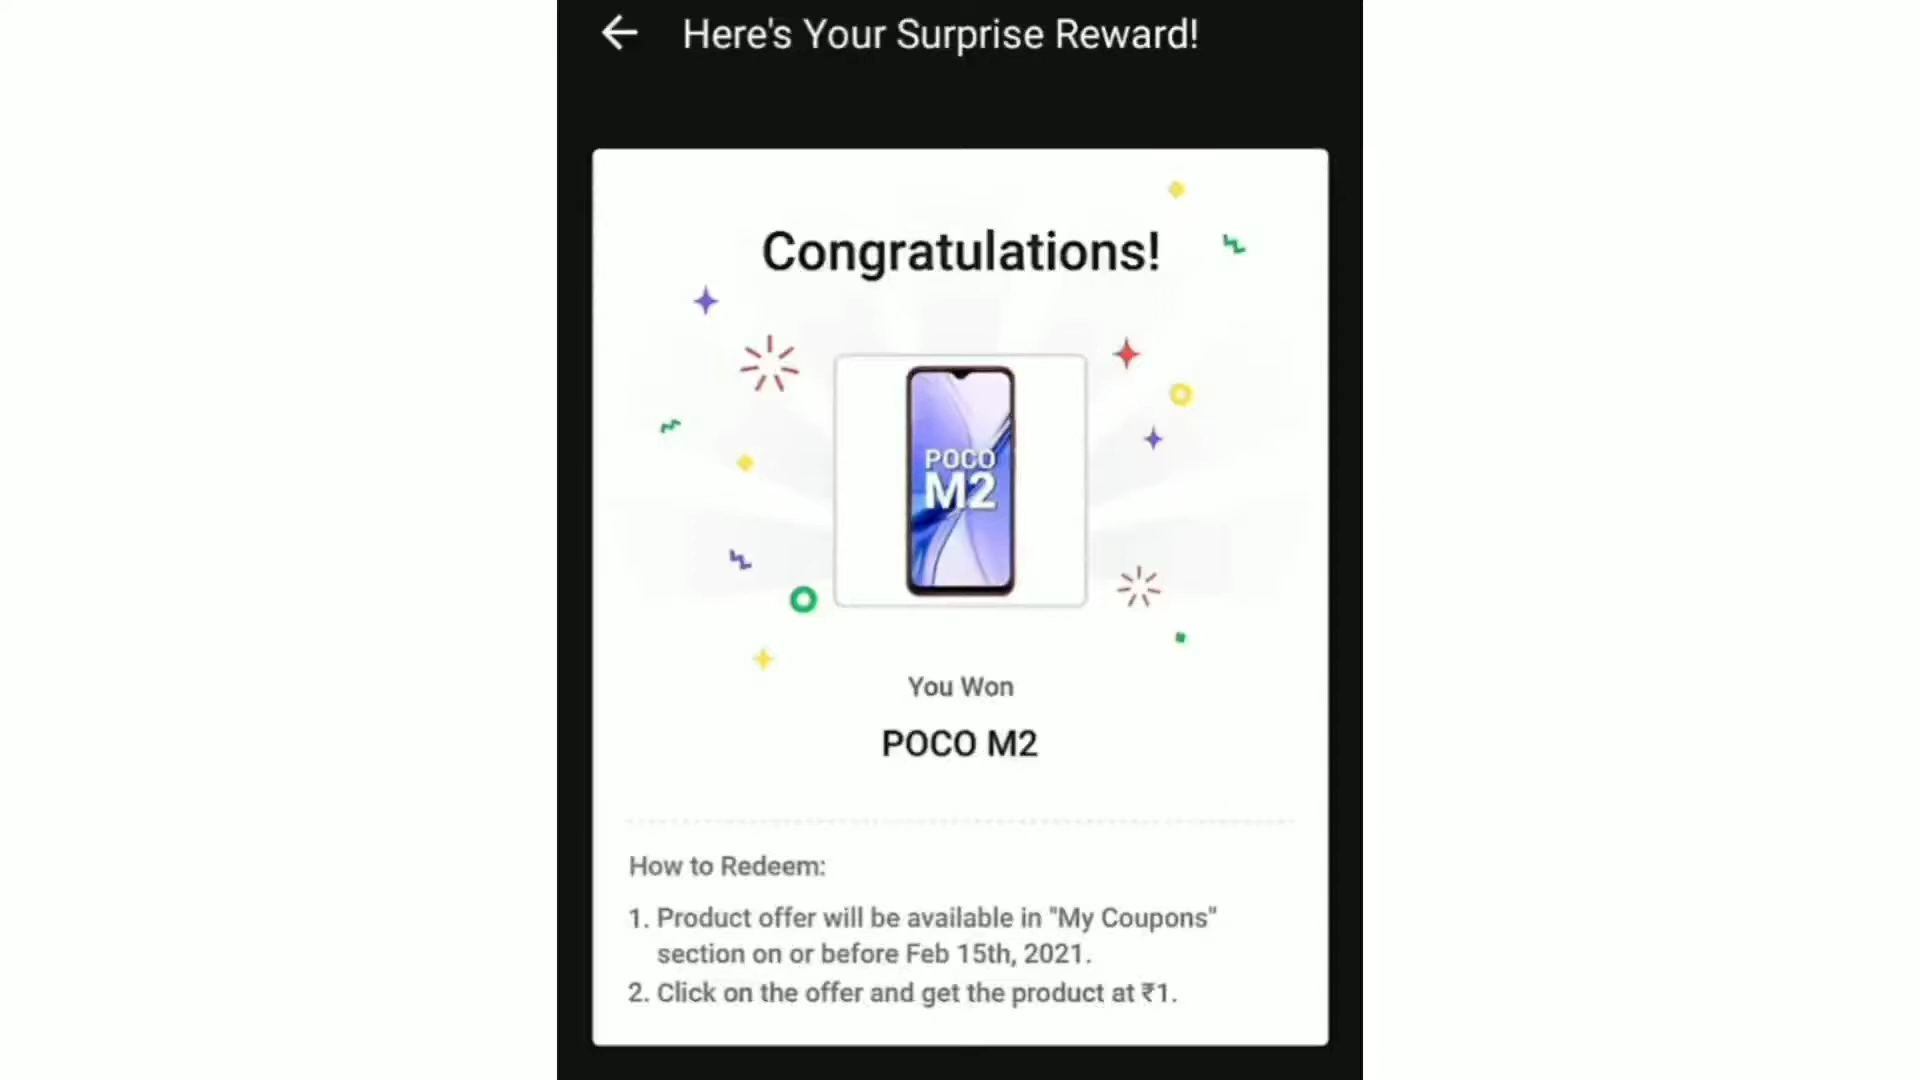 Here's Your Surprise Reward!
Congratulations!
POCO
M2
You Won
POCO M2
How to Redeem:
1. Product offer will be available in "My Coupons"
section on or before Feb 15th, 2021.
2. Click on the offer and get the product at ₹1.